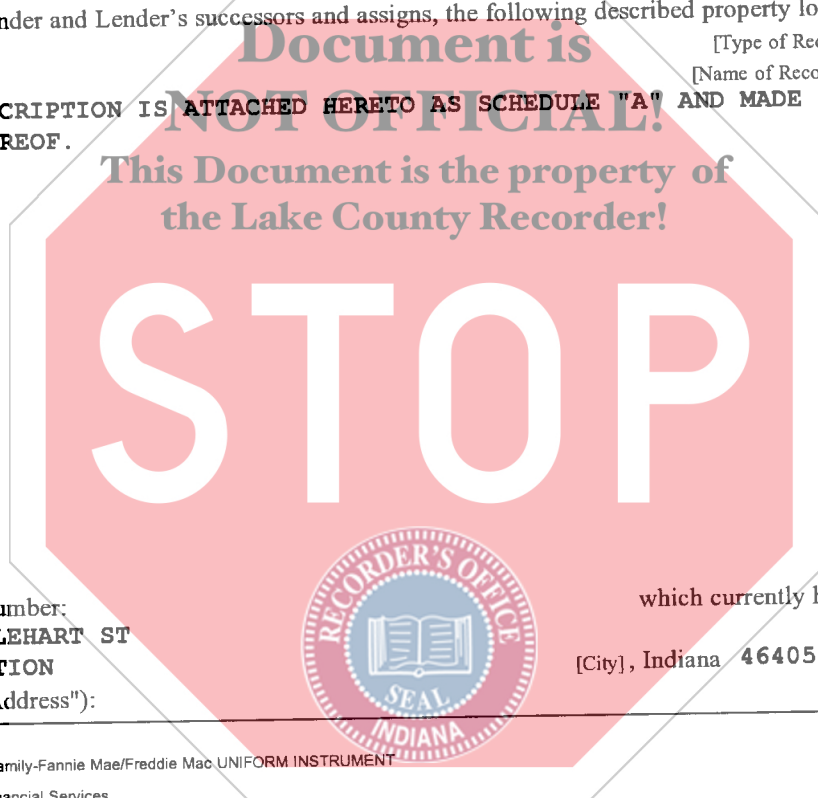 nder and Lender's successors and assigns, the following described property lo
Document is
[Type of Rec
[Name of Reco
NOT OFFICIAL!
CRIPTION IS ATTACHED HERETO AS SCHEDULE "A" AND MADE
REOF.
This Document is the property of
the Lake County Recorder!
STOP
RECORDER'S OFFICE
SEAL
INDIANA
umber:
which currently h
LEHART ST
TION
[City], Indiana 46405
ddress"):
amily-Fannie Mae/Freddie Mac UNIFORM INSTRUMENT
ancial Services